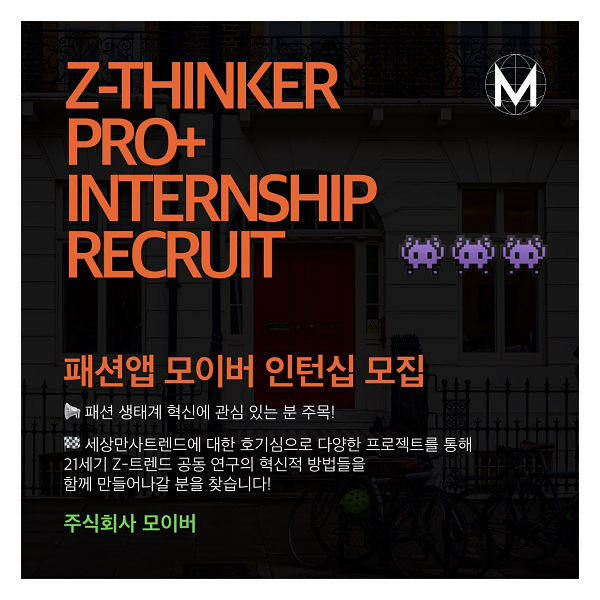 Z-THINKER
PRO+
INTERNSHIP
RECRUIT
M
패션앱 모이버 인턴십 모집
패션 생태계 혁신에 관심 있는 분 주목!
세상만사트렌드에 대한 호기심으로 다양한 프로젝트를 통해
21세기 Z-트렌드 공동 연구의 혁신적 방법들을
함께 만들어나갈 분을 찾습니다!
주식회사 모이버